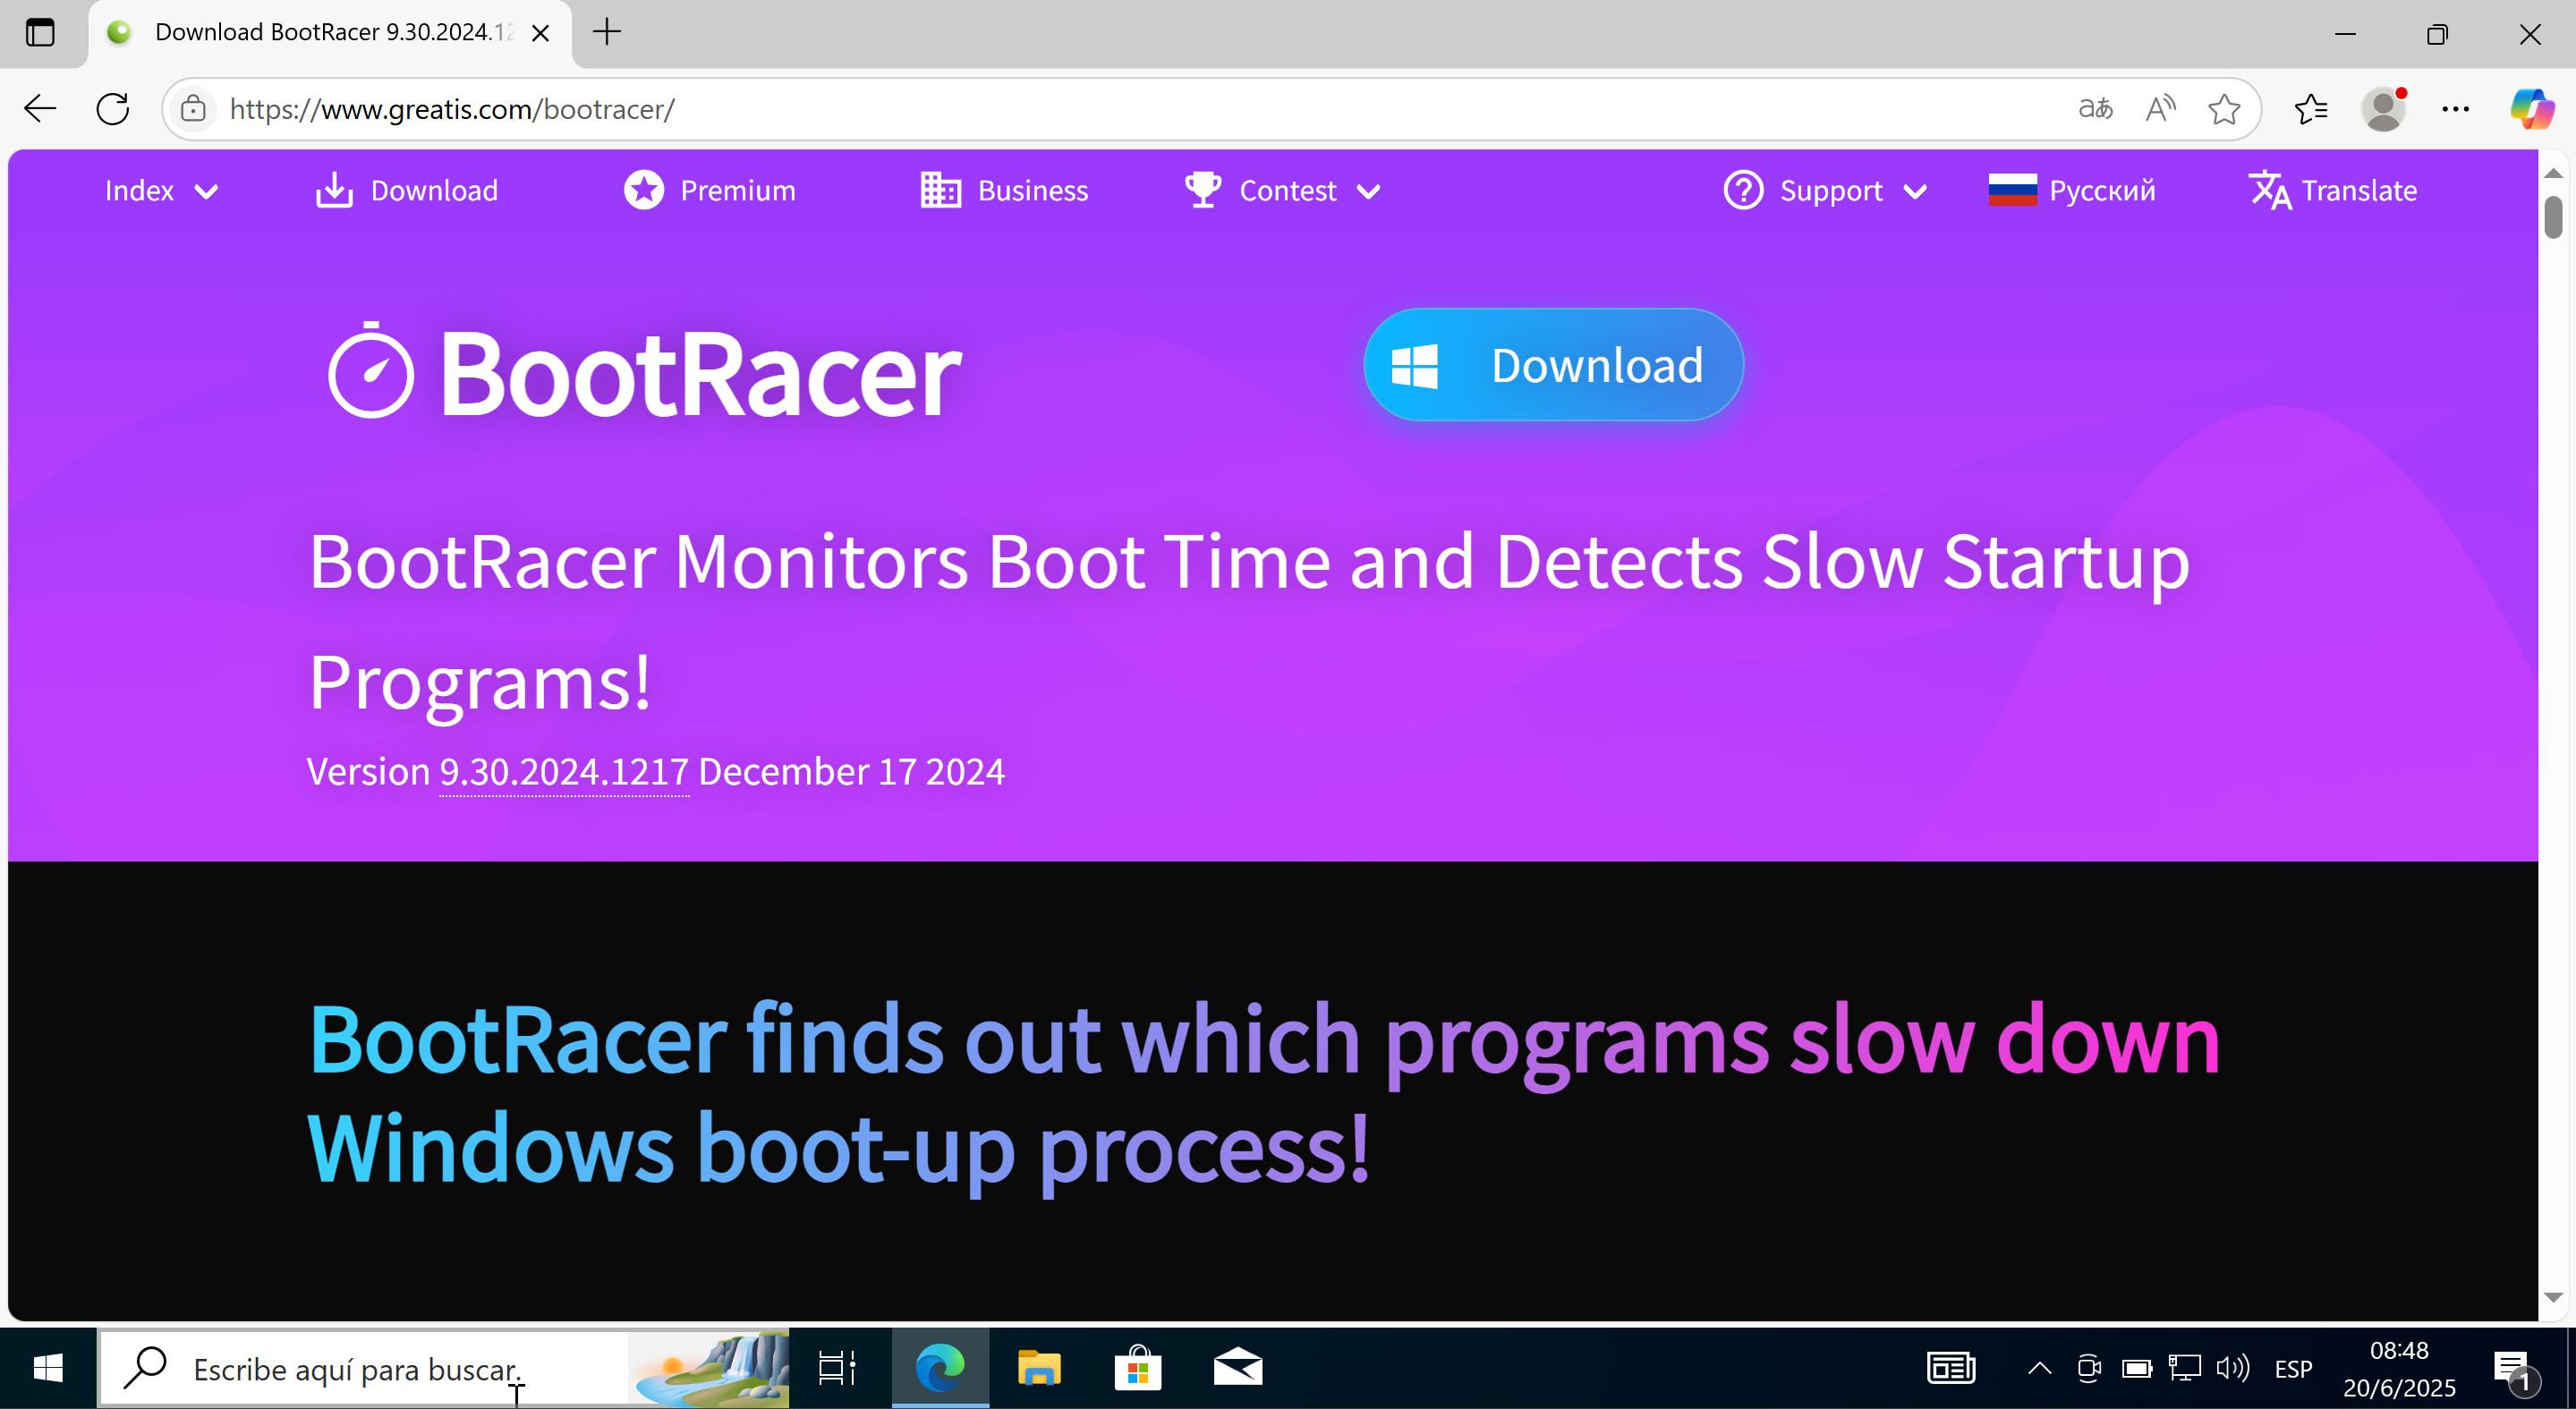 Download BootRacer 9.30.2024.12
https://www.greatis.com/bootracer/
Index
Download
Premium
Business
Contest
Support
Русский
Translate
BootRacer
Download
BootRacer Monitors Boot Time and Detects Slow Startup
Programs!
Version 9.30.2024.1217 December 17 2024
BootRacer finds out which programs slow down
Windows boot-up process!
Escribe aquí para buscar.
ESP
08:48
20/6/2025
1